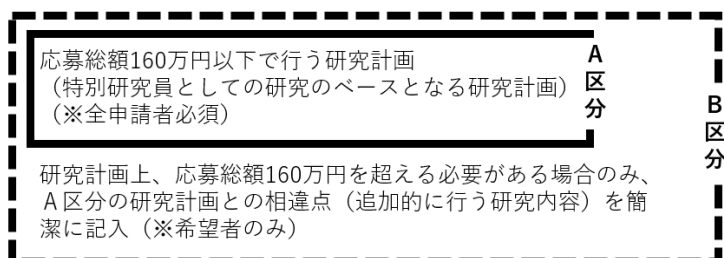 応募総額160万円以下で行う研究計画
（特別研究員としての研究のベースとなる研究計画）
（※全申請者必須）
A区分
研究計画上、応募総額160万円を超える必要がある場合のみ、
A区分の研究計画との相違点（追加的に行う研究内容）を簡
潔に記入（※希望者のみ）
B区分